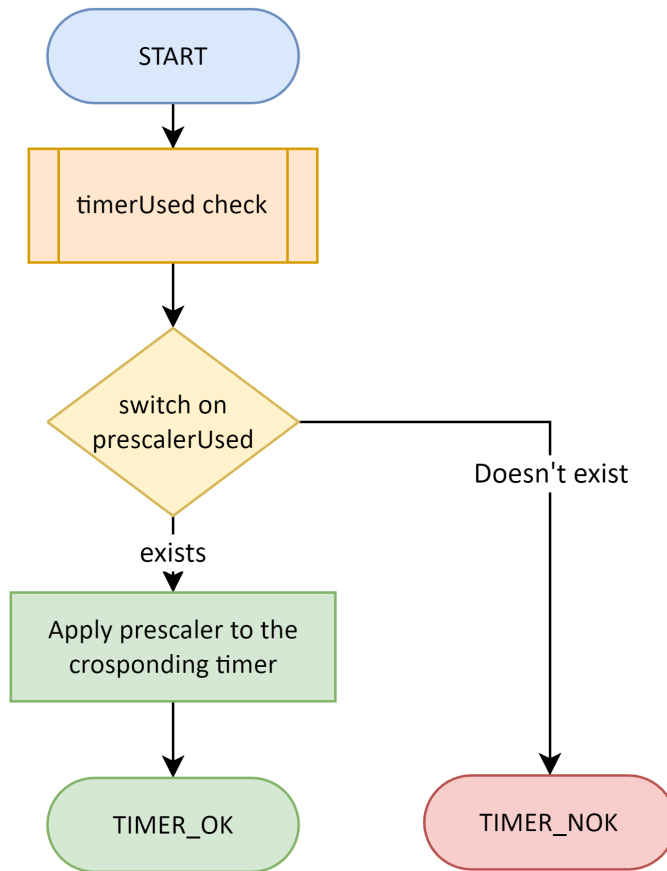 START
timerUsed check
switch on
prescalerUsed
Doesn't exist
exists
Apply prescaler to the
crosponding timer
TIMER_OK
TIMER_NOK